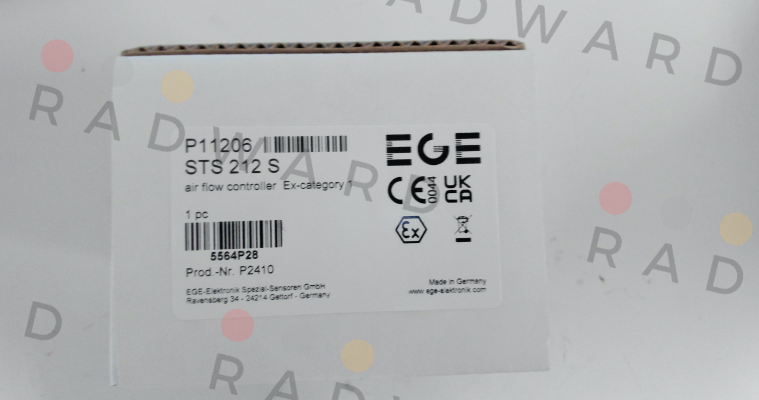 RADWARD
RADWARD
P11206
STS 212 S
air flow controller Ex-category 1
EGE
CE 0044
UK
CA
Ex
1 pc
5564P28
Prod.-Nr. P2410
EGE-Elektronik Spezial-Sensoren GmbH
Ravensberg 34 - 24214 Gettorf - Germany
Made in Germany
www.ege-elektronik.com
RAD
D
RADWARD